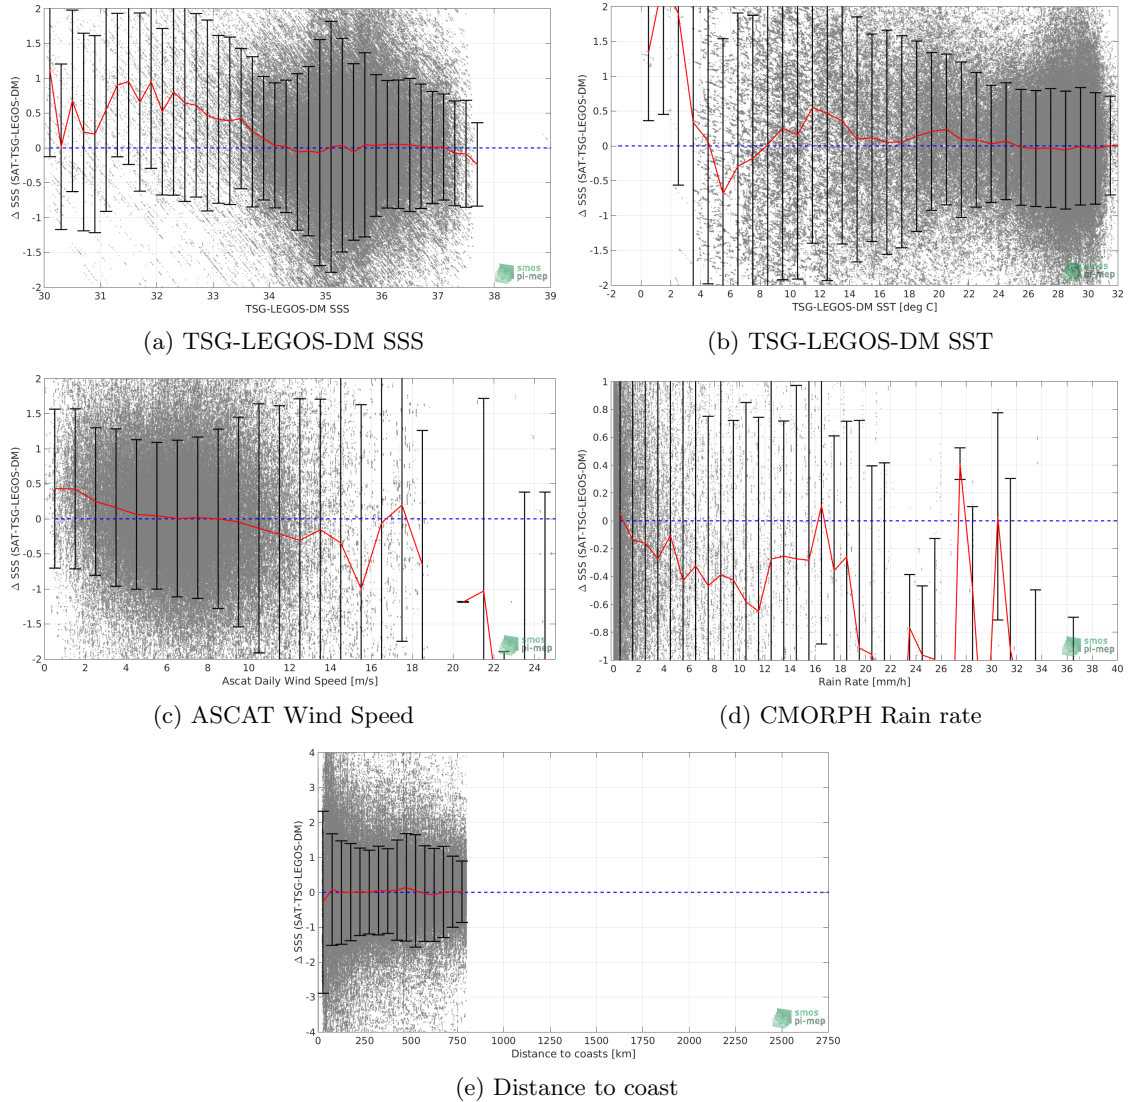 Δ SSS (SAT-TSG-LEGOS-DM)
2
1.5
1
0.5
0
-0.5
-1
-1.5
-2
30 31 32 33 34 35 36 37 38 39
TSG-LEGOS-DM SSS
smos
pi-mep
(a) TSG-LEGOS-DM SSS
Δ SSS (SAT-TSG-LEGOS-DM)
2
1.5
1
0.5
0
-0.5
-1
-1.5
-2
-2 0 2 4 6 8 10 12 14 16 18 20 22 24 26 28 30 32
TSG-LEGOS-DM SST [deg C]
smos
pi-mep
(b) TSG-LEGOS-DM SST
Δ SSS (SAT-TSG-LEGOS-DM)
2
1.5
1
0.5
0
-0.5
-1
-1.5
-2
0 2 4 6 8 10 12 14 16 18 20 22 24
Ascat Daily Wind Speed [m/s]
smos
pi-mep
(c) ASCAT Wind Speed
Δ SSS (SAT-TSG-LEGOS-DM)
1
0.8
0.6
0.4
0.2
0
-0.2
-0.4
-0.6
-0.8
-1
0 2 4 6 8 10 12 14 16 18 20 22 24 26 28 30 32 34 36 38 40
Rain Rate [mm/h]
smos
pi-mep
(d) CMORPH Rain rate
Δ SSS (SAT-TSG-LEGOS-DM)
4
3
2
1
0
-1
-2
-3
-4
0 250 500 750 1000 1250 1500 1750 2000 2250 2500 2750
Distance to coasts [km]
smos
pi-mep
(e) Distance to coast